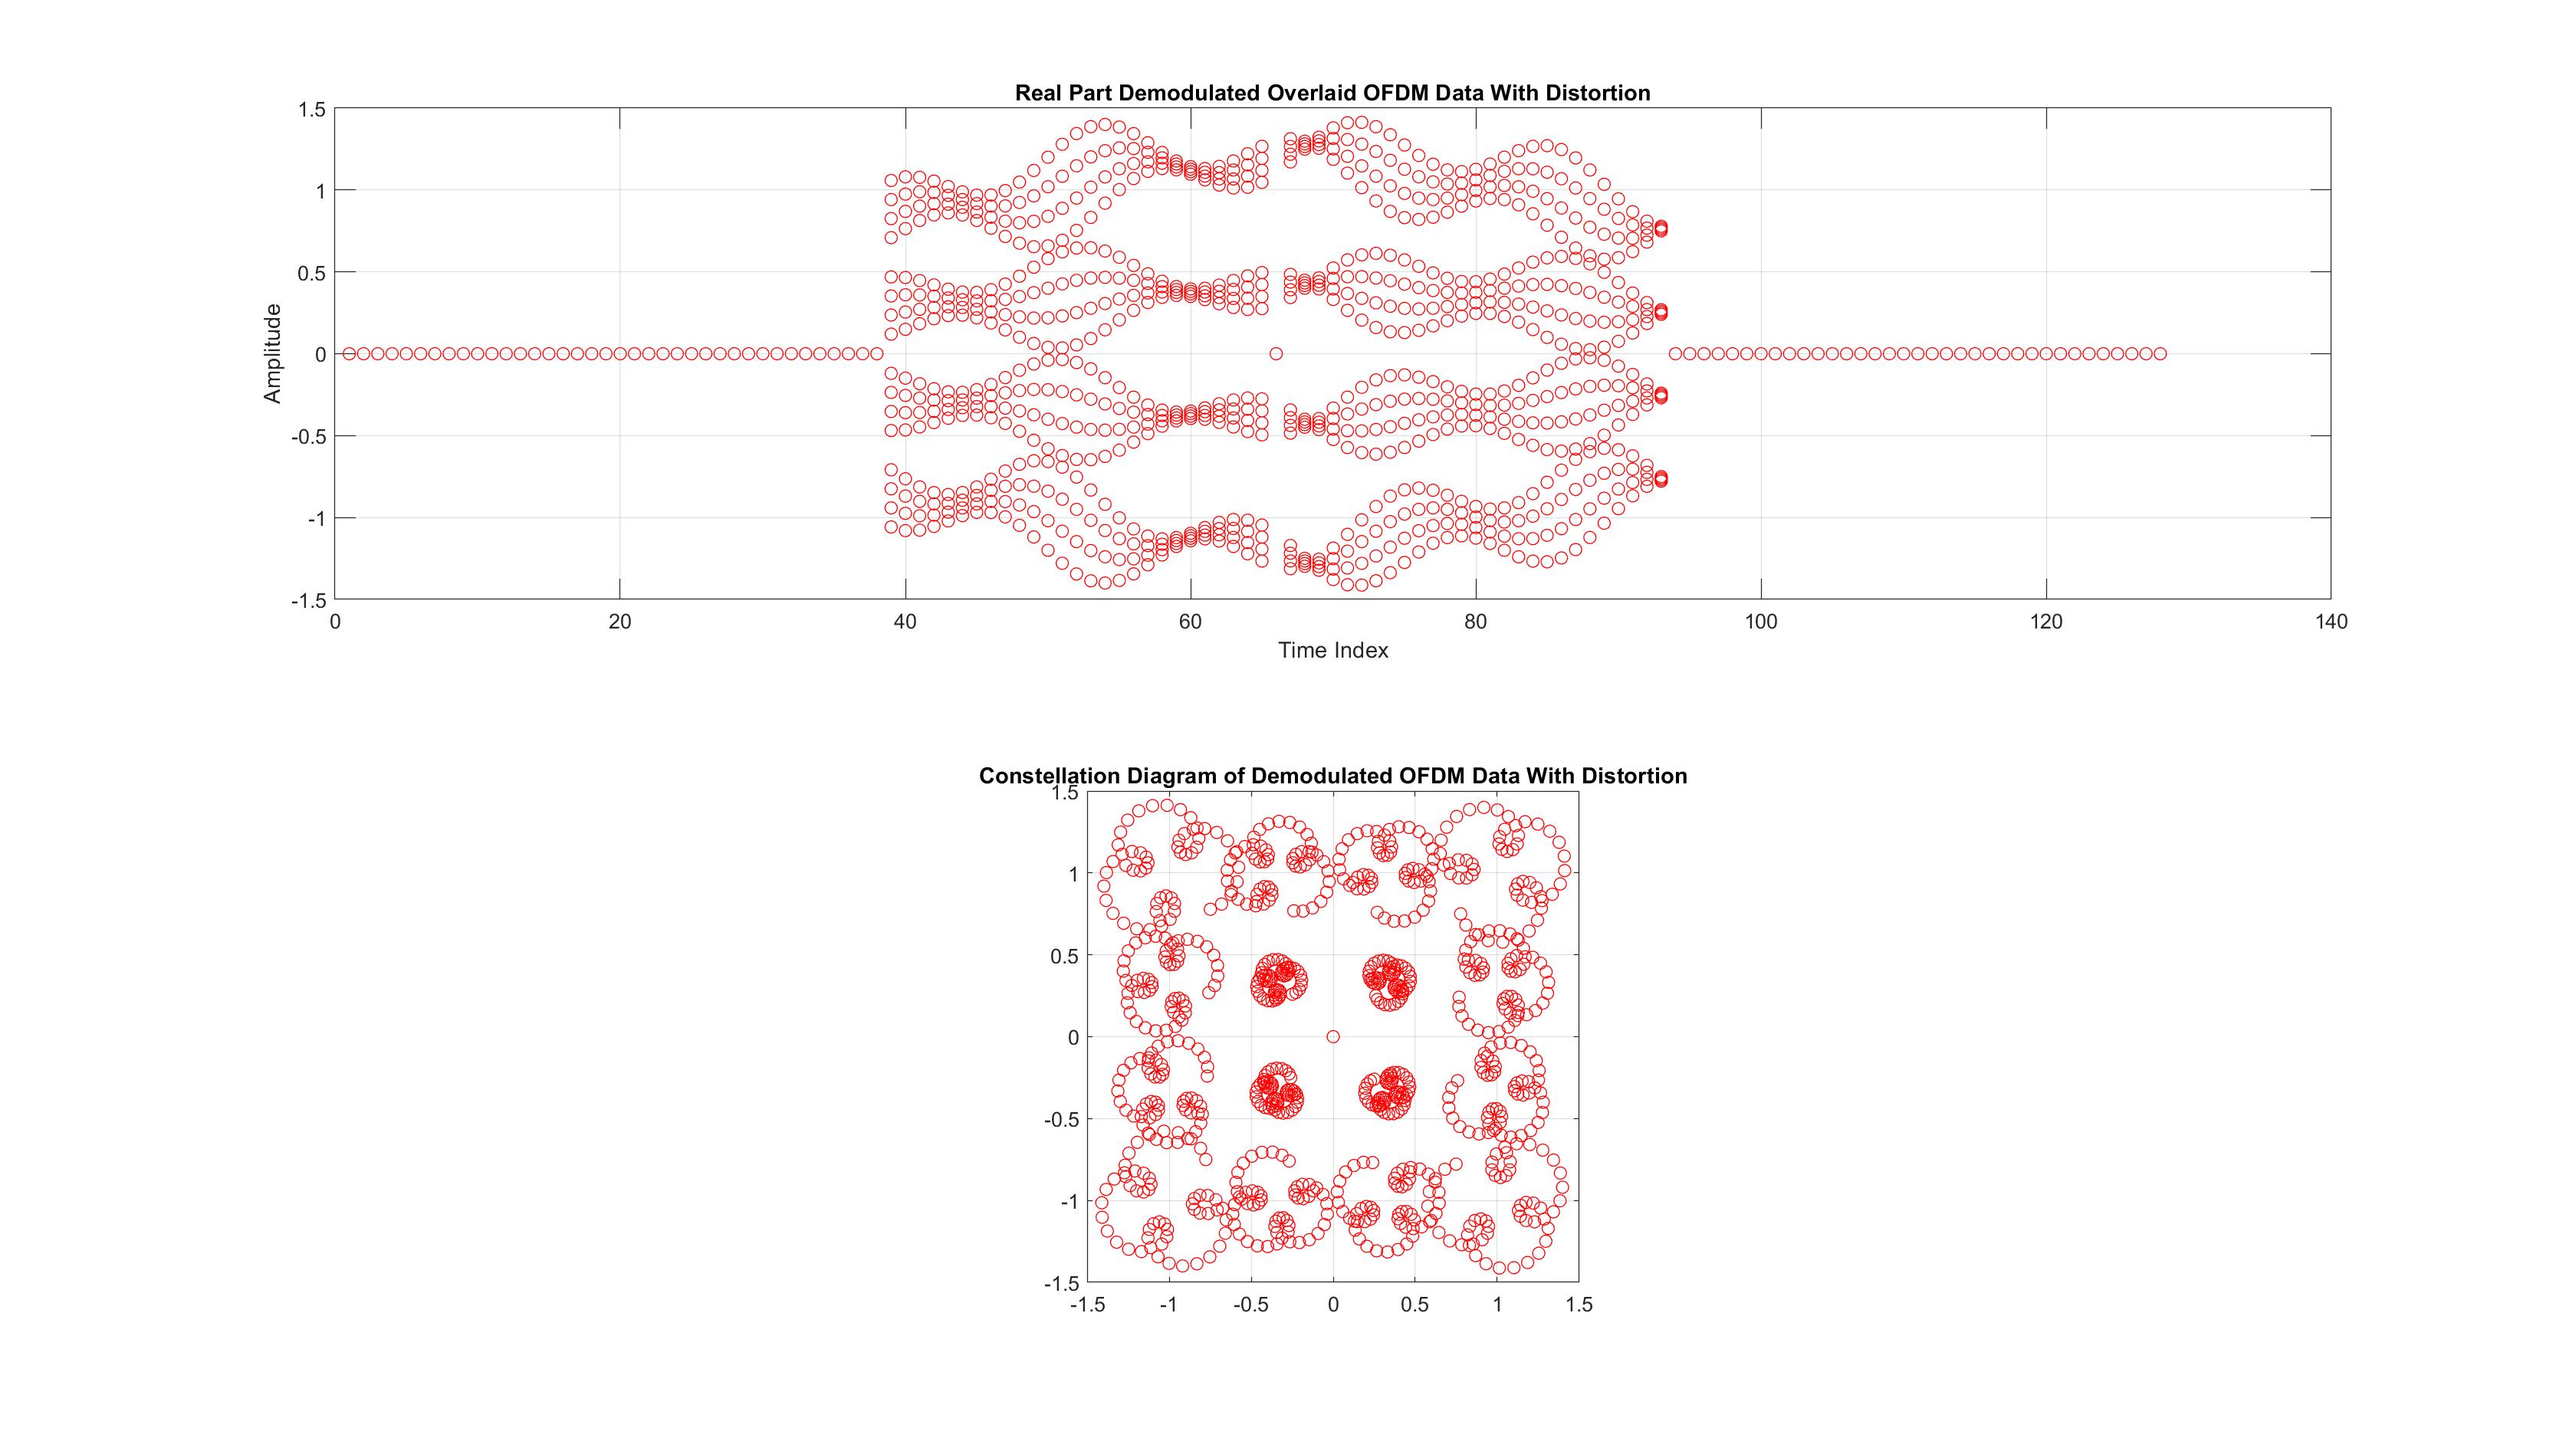 Real Part Demodulated Overlaid OFDM Data With Distortion
1.5
1
0.5
0
-0.5
-1
-1.5
Amplitude
0 20 40 60 80 100 120 140
Time Index
Constellation Diagram of Demodulated OFDM Data With Distortion
1.5
1
0.5
0
-0.5
-1
-1.5
-1.5 -1 -0.5 0 0.5 1 1.5